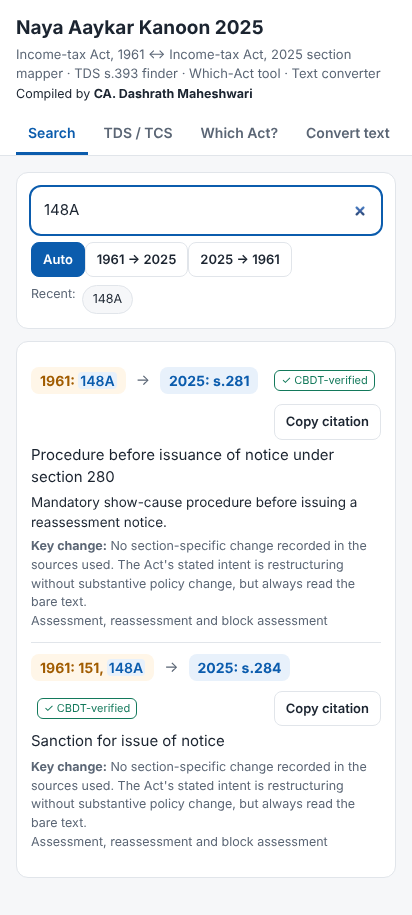 Naya Aaykar Kanoon 2025
Income-tax Act, 1961 ↔ Income-tax Act, 2025 section
mapper · TDS s.393 finder · Which-Act tool · Text converter
Compiled by CA. Dashrath Maheshwari
Search TDS / TCS Which Act? Convert text
148A ×
Auto 1961 → 2025 2025 → 1961
Recent: 148A
1961: 148A → 2025: s.281 ✓ CBDT-verified
Copy citation
Procedure before issuance of notice under
section 280
Mandatory show-cause procedure before issuing a
reassessment notice.
Key change: No section-specific change recorded in the
sources used. The Act's stated intent is restructuring
without substantive policy change, but always read the
bare text.
Assessment, reassessment and block assessment
1961: 151, 148A → 2025: s.284
✓ CBDT-verified Copy citation
Sanction for issue of notice
Key change: No section-specific change recorded in the
sources used. The Act's stated intent is restructuring
without substantive policy change, but always read the
bare text.
Assessment, reassessment and block assessment